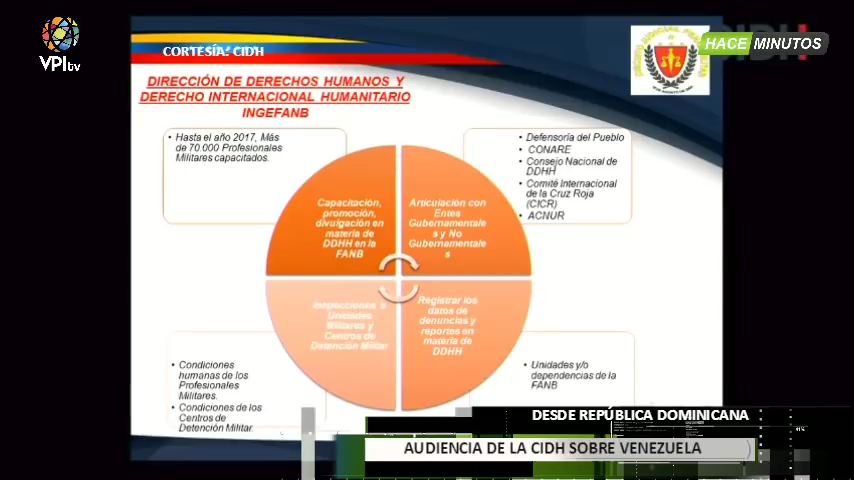 VPItv
CORTESÍA: CIDH
CIDH
HACE MINUTOS
DIRECCIÓN DE DERECHOS HUMANOS Y
DERECHO INTERNACIONAL HUMANITARIO
INGEFANB
• Hasta el año 2017, Más
de 70.000 Profesionales
Militares capacitados.
• Defensoría del Pueblo
• CONARE
• Consejo Nacional de
DDHH
• Comité Internacional
de la Cruz Roja
(CICR)
• ACNUR
Capacitación,
promoción,
divulgación en
materia de
DDHH en la
FANB
Articulación con
Entes
Gubernamentale
s y No
Gubernamentale
s
Inspecciones a
Unidades
Militares y
Centros de
Detención Militar
Registrar los
datos de
denuncias y
reportes en
materia de
DDHH
• Condiciones
humanas de los
Profesionales
Militares.
• Condiciones de los
Centros de
Detención Militar.
• Unidades y/o
dependencias de la
FANB
DESDE REPÚBLICA DOMINICANA
AUDIENCIA DE LA CIDH SOBRE VENEZUELA